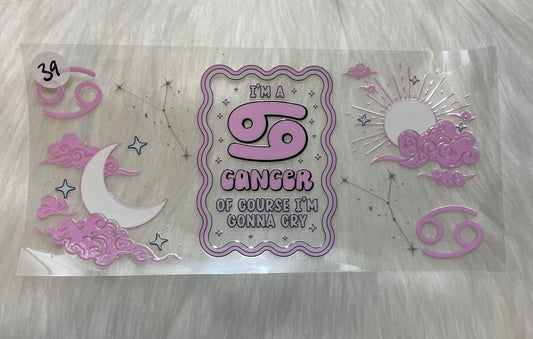 39
I'M A
CANCER
OF COURSE I'M
GONNA CRY